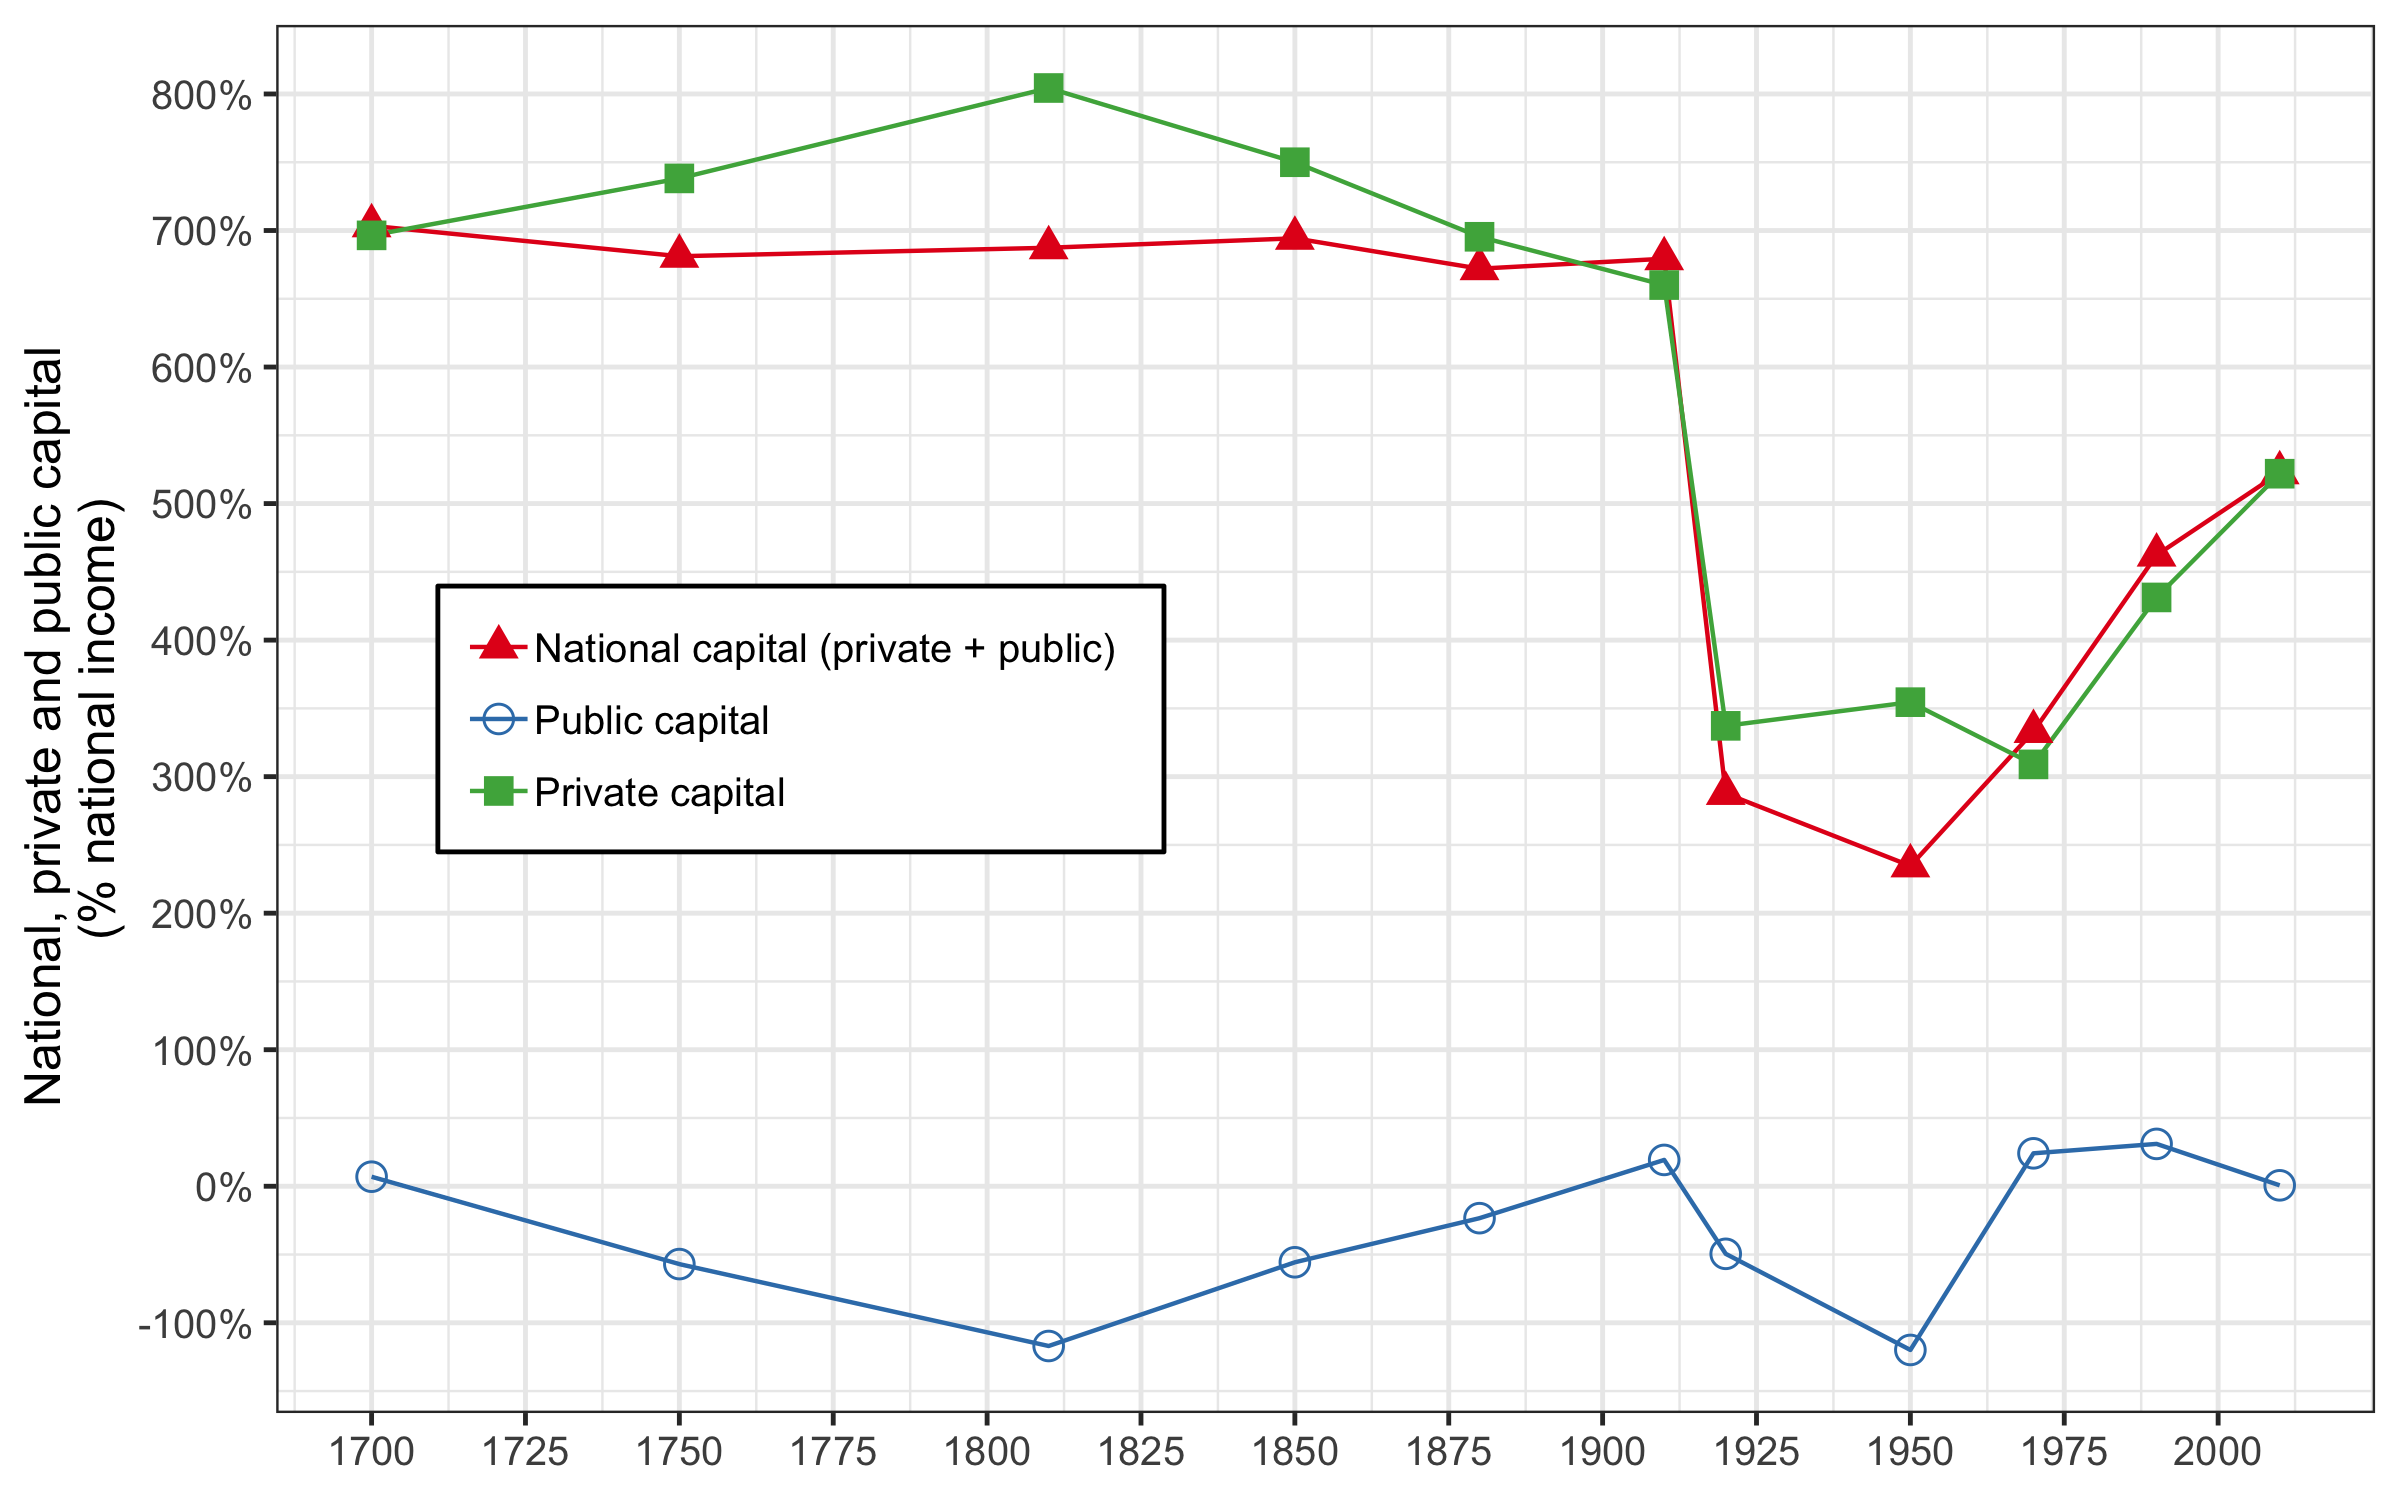 National, private and public capital
(% national income)
800%
700%
600%
500%
400%
300%
200%
100%
0%
-100%
National capital (private + public)
Public capital
Private capital
1700 1725 1750 1775 1800 1825 1850 1875 1900 1925 1950 1975 2000